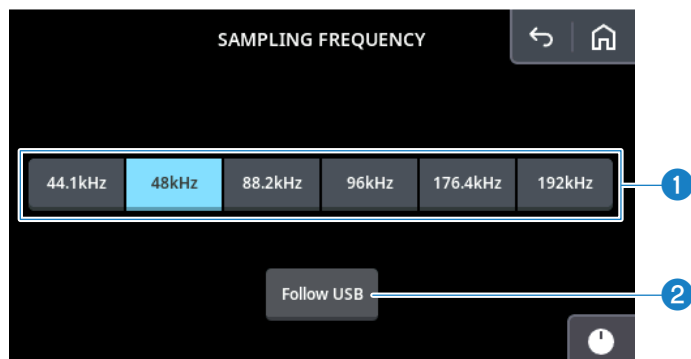 SAMPLING FREQUENCY
44.1kHz 48kHz 88.2kHz 96kHz 176.4kHz 192kHz 1
Follow USB 2